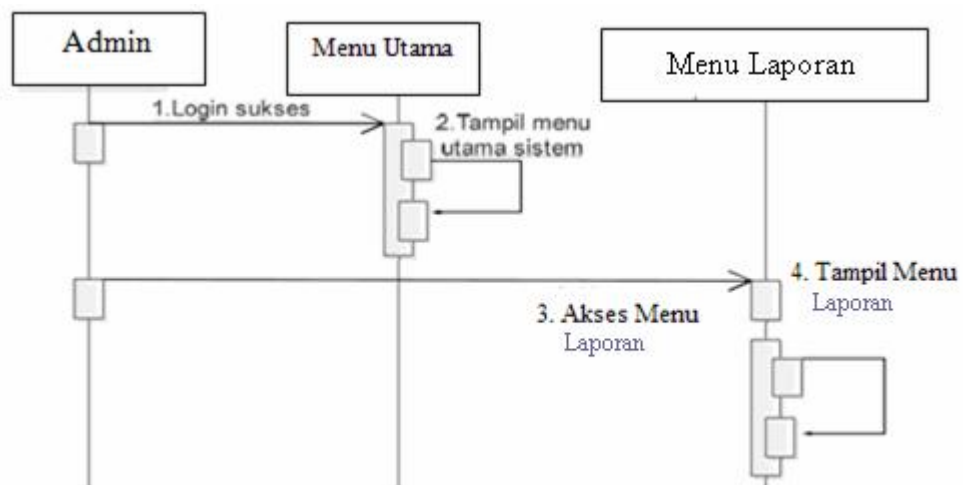 Admin
Menu Utama
Menu Laporan
1.Login sukses
2.Tampil menu
utama sistem
3. Akses Menu
Laporan
4. Tampil Menu
Laporan